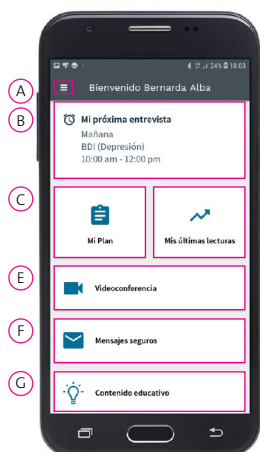 24% 18:03
A
Bienvenido Bernarda Alba
B
Mi próxima entrevista
Mañana
BDI (Depresión)
10:00 am - 12:00 pm
C
Mi Plan
Mis últimas lecturas
E
Videoconferencia
F
Mensajes seguros
G
Contenido educativo